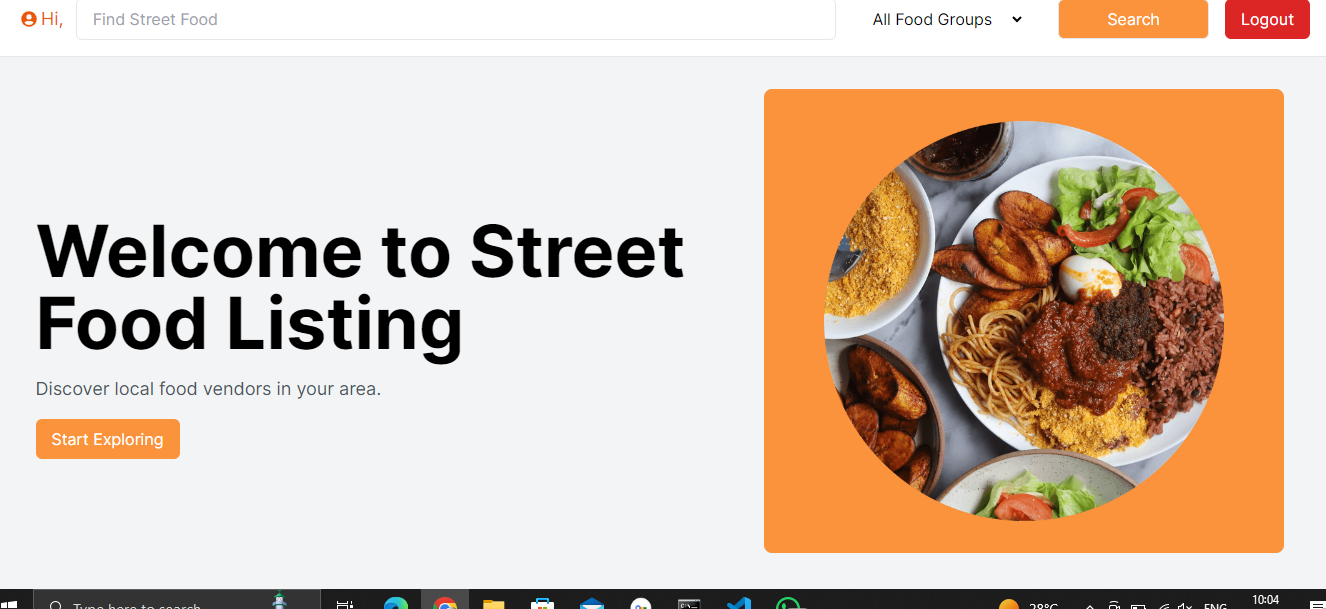 Hi,
Find Street Food
All Food Groups
Search
Logout
Welcome to Street
Food Listing
Discover local food vendors in your area.
Start Exploring
Type here to search
28°C
ENG
10:04